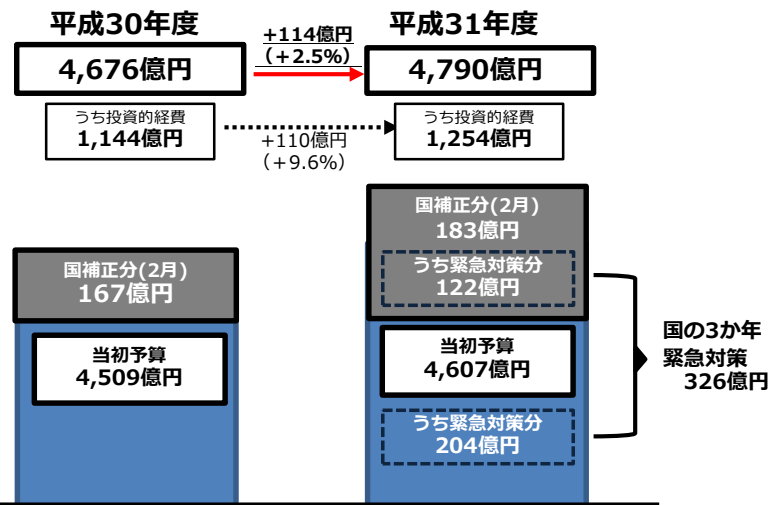 平成30年度
平成31年度
+114億円
（+2.5%）
4,676億円
4,790億円
うち投資的経費
1,144億円
うち投資的経費
1,254億円
+110億円
（+9.6%）
国補正分(2月)
167億円
当初予算
4,509億円
国補正分(2月)
183億円
うち緊急対策分
122億円
当初予算
4,607億円
うち緊急対策分
204億円
国の3か年
緊急対策
326億円